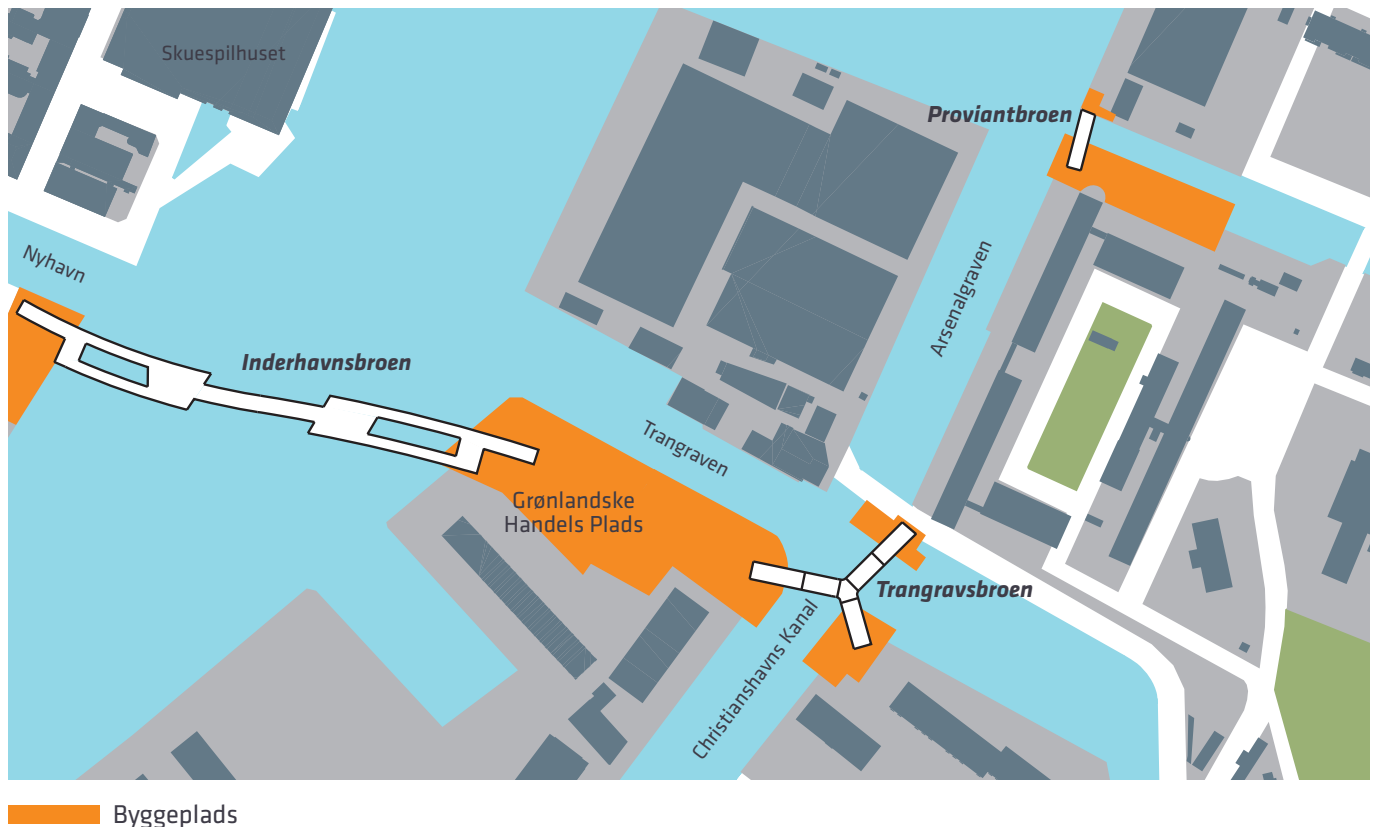 Skuespilhuset
Proviantbroen
Nyhavn
Arsenalgraven
Inderhavnsbroen
Trangraven
Grønlandske
Handels Plads
Trangravsbroen
Christianshavns Kanal
Byggeplads